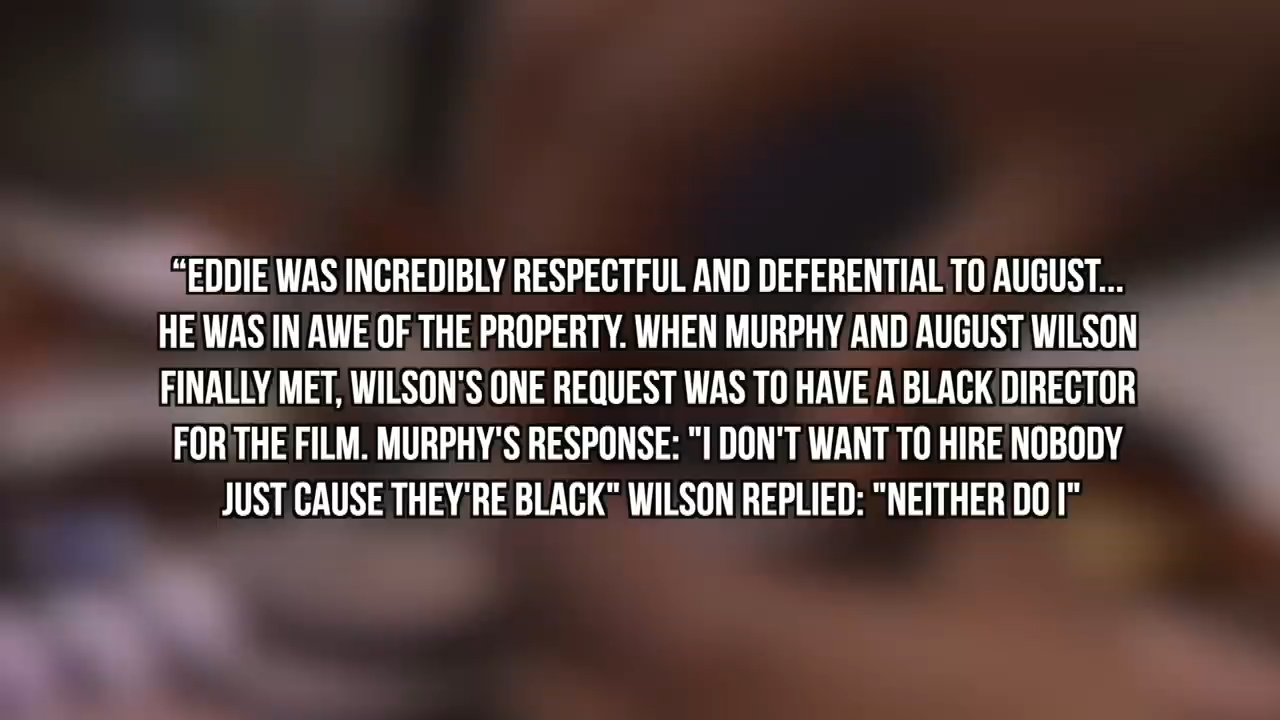 “EDDIE WAS INCREDIBLY RESPECTFUL AND DEFERENTIAL TO AUGUST...
HE WAS IN AWE OF THE PROPERTY. WHEN MURPHY AND AUGUST WILSON
FINALLY MET, WILSON'S ONE REQUEST WAS TO HAVE A BLACK DIRECTOR
FOR THE FILM. MURPHY'S RESPONSE: "I DON'T WANT TO HIRE NOBODY
JUST CAUSE THEY'RE BLACK" WILSON REPLIED: "NEITHER DO I"